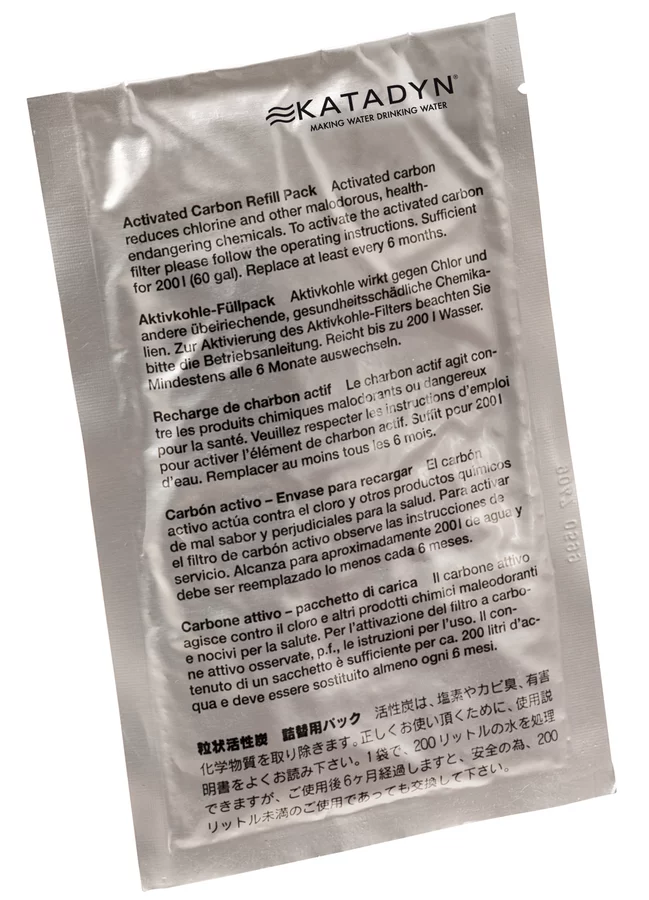 KATADYN®
MAKING WATER DRINKING WATER
Activated Carbon Refill Pack Activated carbon
reduces chlorine and other malodorous, health-
endangering chemicals. To activate the activated carbon
filter please follow the operating instructions. Sufficient
for 200 l (60 gal). Replace at least every 6 months.
Aktivkohle-Füllpack Aktivkohle wirkt gegen Chlor und
andere übelriechende, gesundheitsschädliche Chemika-
lien. Zur Aktivierung des Aktivkohle-Filters beachten Sie
bitte die Betriebsanleitung. Reicht bis zu 200 l Wasser.
Mindestens alle 6 Monate auswechseln.
Recharge de charbon actif Le charbon actif agit con-
tre les produits chimiques malodorants ou dangereux
pour la santé. Veuillez respecter les instructions d'emploi
pour activer l'élément de charbon actif. Suffit pour 200 l
d'eau. Remplacer au moins tous les 6 mois.
Carbón activo – Envase para recargar El carbón
activo actúa contra el cloro y otros productos químicos
de mal sabor y perjudiciales para la salud. Para activar
el filtro de carbón activo observe las instrucciones de
servicio. Alcanza para aproximadamente 200 l de agua y
debe ser reemplazado lo menos cada 6 meses.
Carbone attivo – pacchetto di carica Il carbone attivo
agisce contro il cloro e altri prodotti chimici maleodoranti
e nocivi per la salute. Per l'attivazione del filtro a carbo-
ne attivo osservate, p.f., le istruzioni per l'uso. Il con-
tenuto di un sacchetto è sufficiente per ca. 200 litri d'ac-
qua e deve essere sostituito almeno ogni 6 mesi.
粒状活性炭 詰替用パック 活性炭は、塩素やカビ臭、有害
化学物質を取り除きます。正しくお使い頂くために、使用説
明書をよくお読み下さい。1袋で、200リットルの水を処理
できますが、ご使用後6ヶ月経過しますと、安全の為、200
リットル未満のご使用であっても交換して下さい。